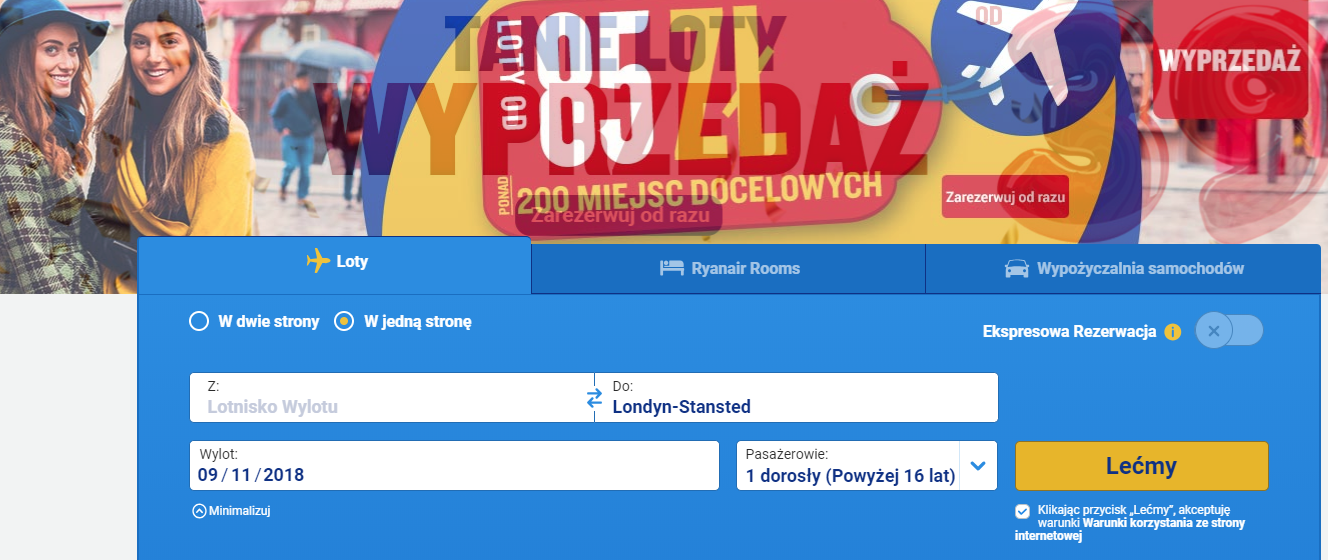 TANIE LOTY
WYPRZEDAŻ
LOTY OD
85 ZŁ
PONAD
200 MIEJSC DOCELOWYCH
Zarezerwuj od razu
OD
WYPRZEDAŻ
Zarezerwuj od razu
Loty
Ryanair Rooms
Wypożyczalnia samochodów
W dwie strony
W jedną stronę
Ekspresowa Rezerwacja
Z:
Lotnisko Wylotu
Do:
Londyn-Stansted
Wylot:
09 / 11 / 2018
Pasażerowie:
1 dorosły (Powyżej 16 lat)
Lećmy
Minimalizuj
Klikając przycisk „Lećmy”, akceptuję
warunki Warunki korzystania ze strony
internetowej